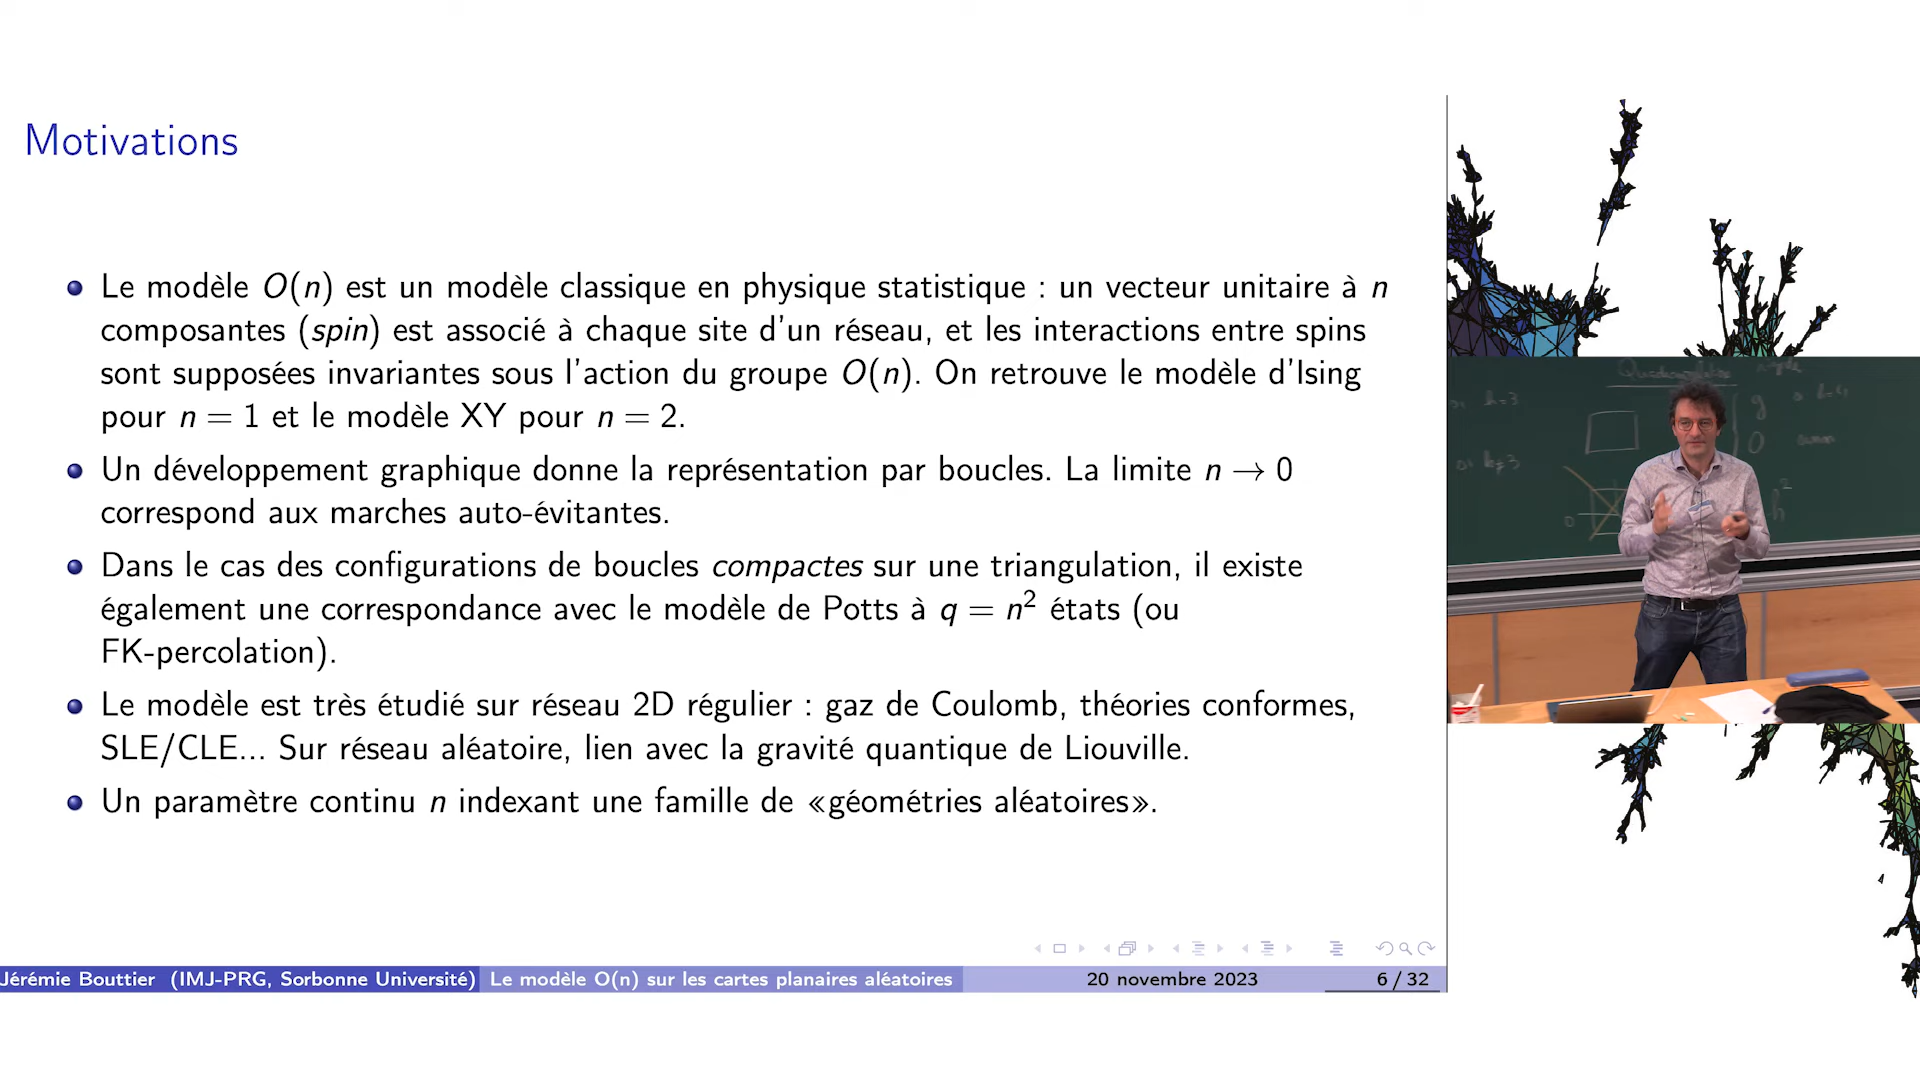 Motivations
Le modèle O(n) est un modèle classique en physique statistique : un vecteur unitaire à n
composantes (spin) est associé à chaque site d'un réseau, et les interactions entre spins
sont supposées invariantes sous l'action du groupe O(n). On retrouve le modèle d'Ising
pour n = 1 et le modèle XY pour n = 2.
Un développement graphique donne la représentation par boucles. La limite n → 0
correspond aux marches auto-évitantes.
Dans le cas des configurations de boucles compactes sur une triangulation, il existe
également une correspondance avec le modèle de Potts à q = n² états (ou
FK-percolation).
Le modèle est très étudié sur réseau 2D régulier : gaz de Coulomb, théories conformes,
SLE/CLE... Sur réseau aléatoire, lien avec la gravité quantique de Liouville.
Un paramètre continu n indexant une famille de «géométries aléatoires».
Jérémie Bouttier (IMJ-PRG, Sorbonne Université) Le modèle O(n) sur les cartes planaires aléatoires 20 novembre 2023 6 / 32